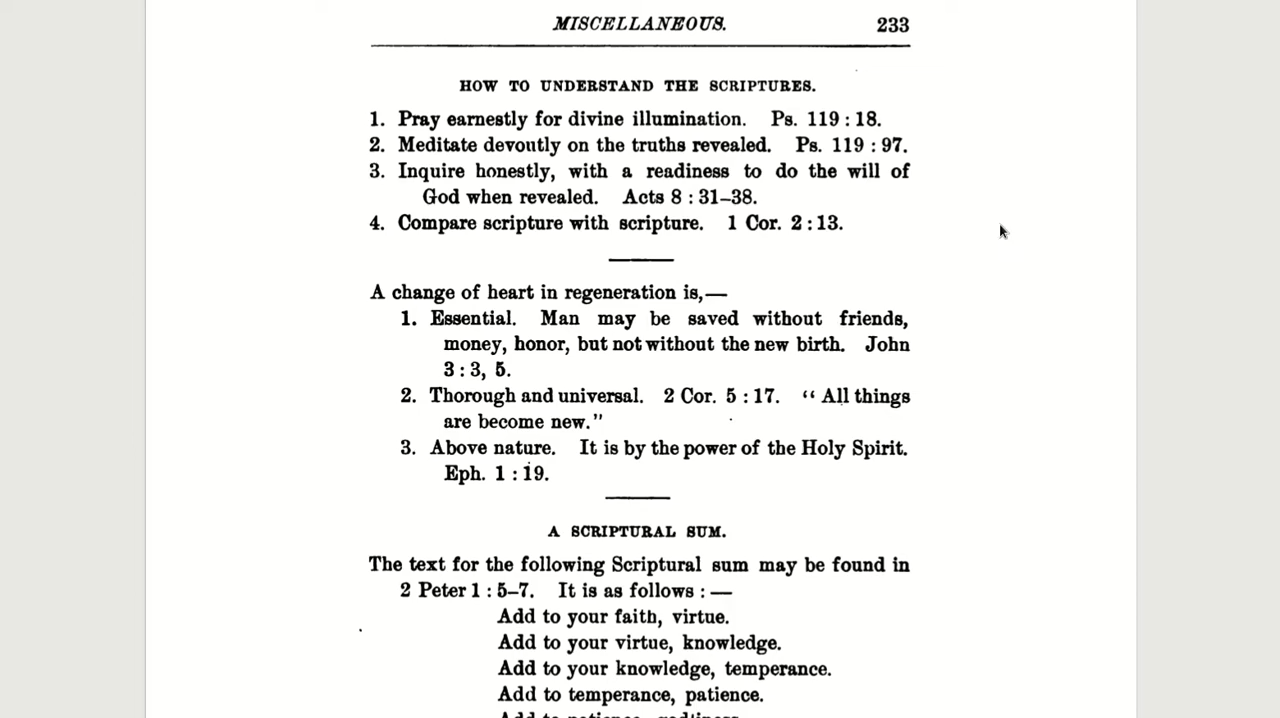 MISCELLANEOUS. 233
HOW TO UNDERSTAND THE SCRIPTURES.
1. Pray earnestly for divine illumination. Ps. 119 : 18.
2. Meditate devoutly on the truths revealed. Ps. 119 : 97.
3. Inquire honestly, with a readiness to do the will of
God when revealed. Acts 8 : 31–38.
4. Compare scripture with scripture. 1 Cor. 2 : 13.
A change of heart in regeneration is,—
1. Essential. Man may be saved without friends,
money, honor, but not without the new birth. John
3 : 3, 5.
2. Thorough and universal. 2 Cor. 5 : 17. “ All things
are become new.”
3. Above nature. It is by the power of the Holy Spirit.
Eph. 1 : 19.
A SCRIPTURAL SUM.
The text for the following Scriptural sum may be found in
2 Peter 1 : 5–7. It is as follows : —
Add to your faith, virtue.
Add to your virtue, knowledge.
Add to your knowledge, temperance.
Add to temperance, patience.